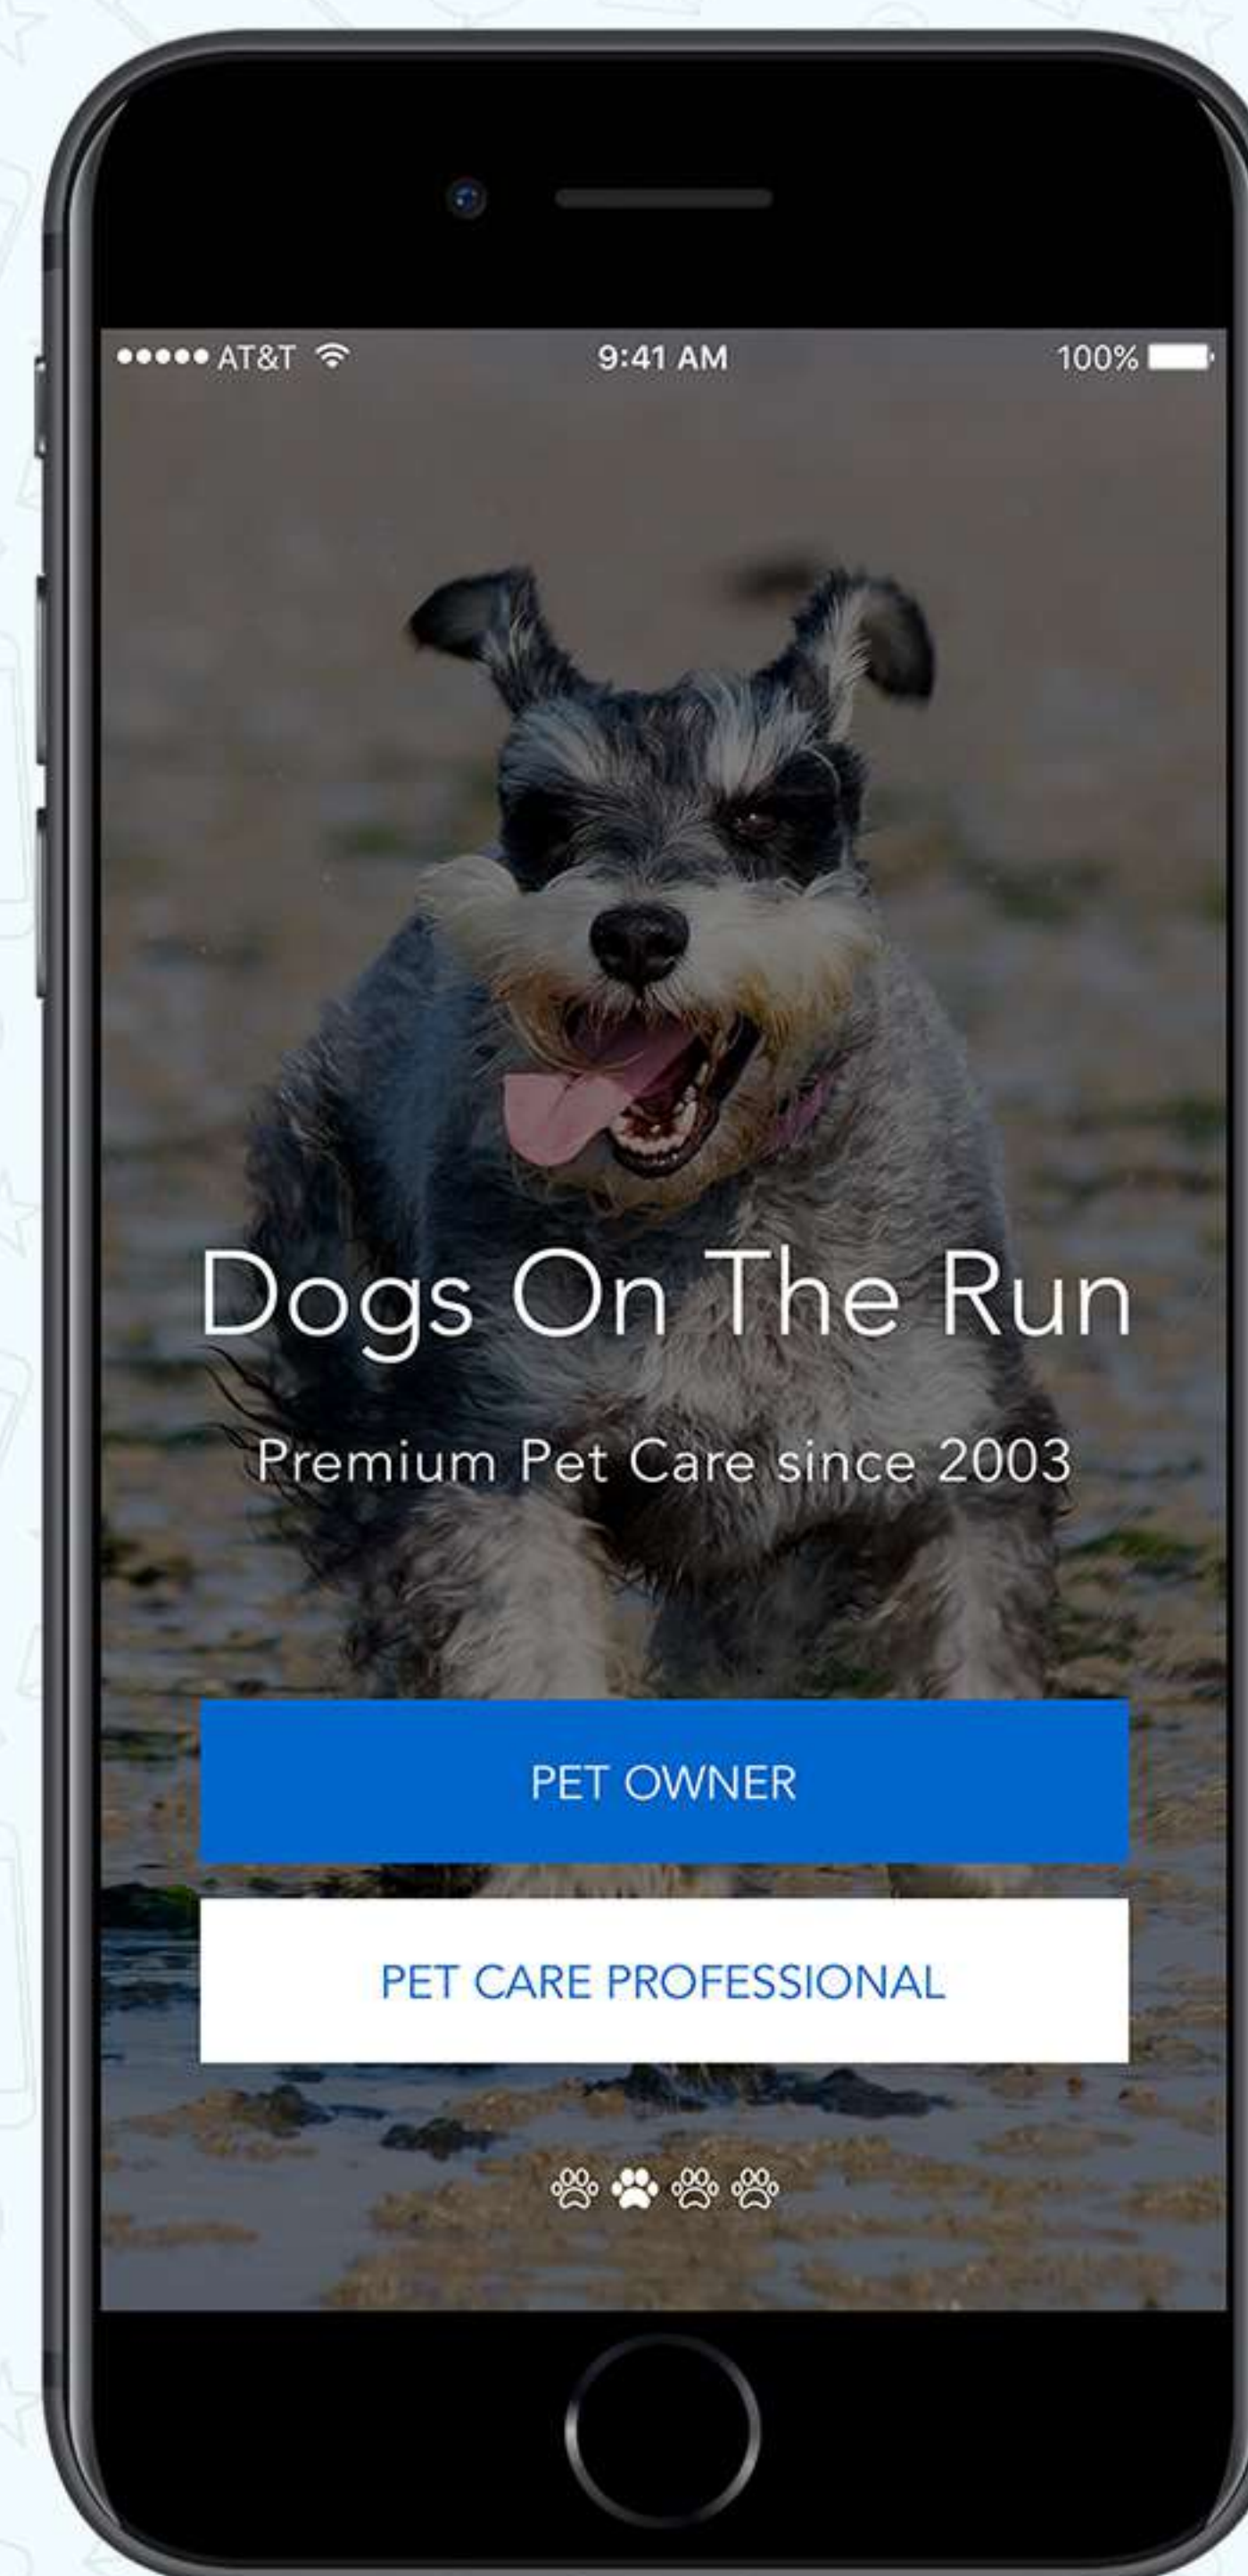 AT&T 9:41 AM 100%
Dogs On The Run
Premium Pet Care since 2003
PET OWNER
PET CARE PROFESSIONAL